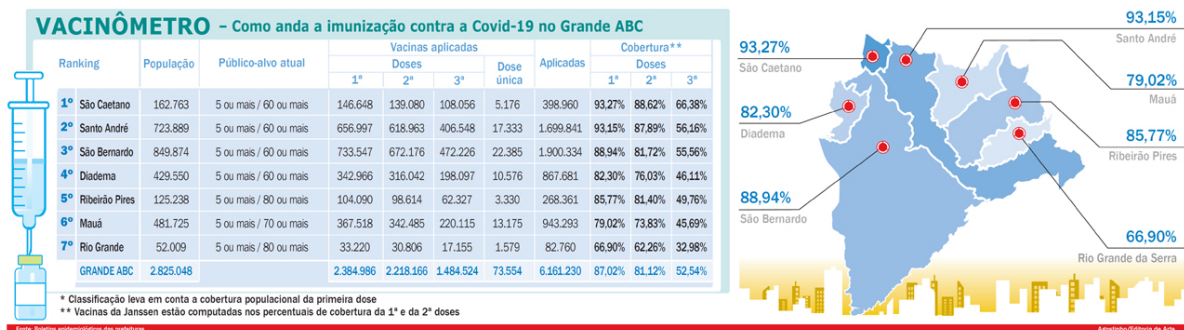 VACINÔMETRO – Como anda a imunização contra a Covid-19 no Grande ABC
Ranking População Público-alvo atual Vacinas aplicadas Aplicadas Cobertura**
Doses Dose única Doses
1ª 2ª 3ª 1ª 2ª 3ª
1º São Caetano 162.763 5 ou mais / 60 ou mais 146.648 139.080 108.056 5.176 398.960 93,27% 88,62% 66,38%
2º Santo André 723.889 5 ou mais / 60 ou mais 656.997 618.963 406.548 17.333 1.699.841 93,15% 87,89% 56,16%
3º São Bernardo 849.874 5 ou mais / 60 ou mais 733.547 672.176 472.226 22.385 1.900.334 88,94% 81,72% 55,56%
4º Diadema 429.550 5 ou mais / 60 ou mais 342.966 316.042 198.097 10.576 867.681 82,30% 76,03% 46,11%
5º Ribeirão Pires 125.238 5 ou mais / 80 ou mais 104.090 98.614 62.327 3.330 268.361 85,77% 81,40% 49,76%
6º Mauá 481.725 5 ou mais / 70 ou mais 367.518 342.485 220.115 13.175 943.293 79,02% 73,83% 45,69%
7º Rio Grande 52.009 5 ou mais / 80 ou mais 33.220 30.806 17.155 1.579 82.760 66,90% 62,26% 32,98%
GRANDE ABC 2.825.048 2.384.986 2.218.166 1.484.524 73.554 6.161.230 87,02% 81,12% 52,54%
* Classificação leva em conta a cobertura populacional da primeira dose
** Vacinas da Janssen estão computadas nos percentuais de cobertura da 1ª e da 2ª doses
Fonte: Boletins epidemiológicos das prefeituras
93,27%
São Caetano
82,30%
Diadema
88,94%
São Bernardo
93,15%
Santo André
79,02%
Mauá
85,77%
Ribeirão Pires
66,90%
Rio Grande da Serra
Agostinho/Editoria de Arte